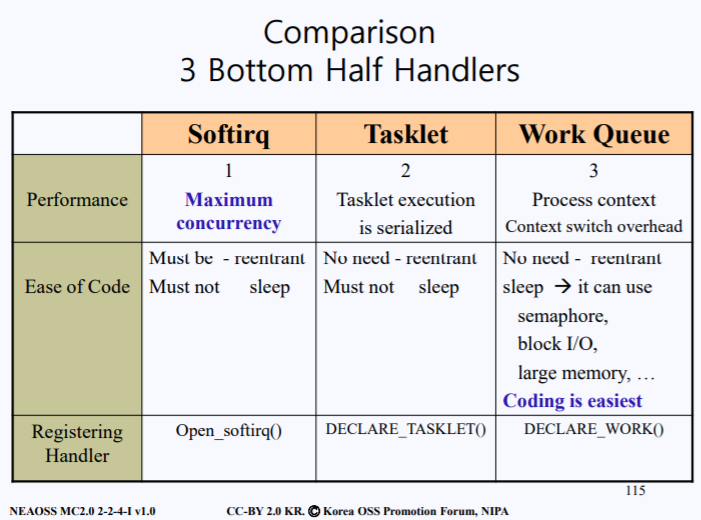 Comparison
3 Bottom Half Handlers
Softirq Tasklet Work Queue
Performance
1
Maximum
concurrency
2
Tasklet execution
is serialized
3
Process context
Context switch overhead
Ease of Code
Must be - reentrant
Must not sleep
No need - reentrant
Must not sleep
No need - reentrant
sleep → it can use
semaphore,
block I/O,
large memory, …
Coding is easiest
Registering
Handler
Open_softirq()
DECLARE_TASKLET()
DECLARE_WORK()
115
NEAOSS MC2.0 2-2-4-I v1.0 CC-BY 2.0 KR. © Korea OSS Promotion Forum, NIPA